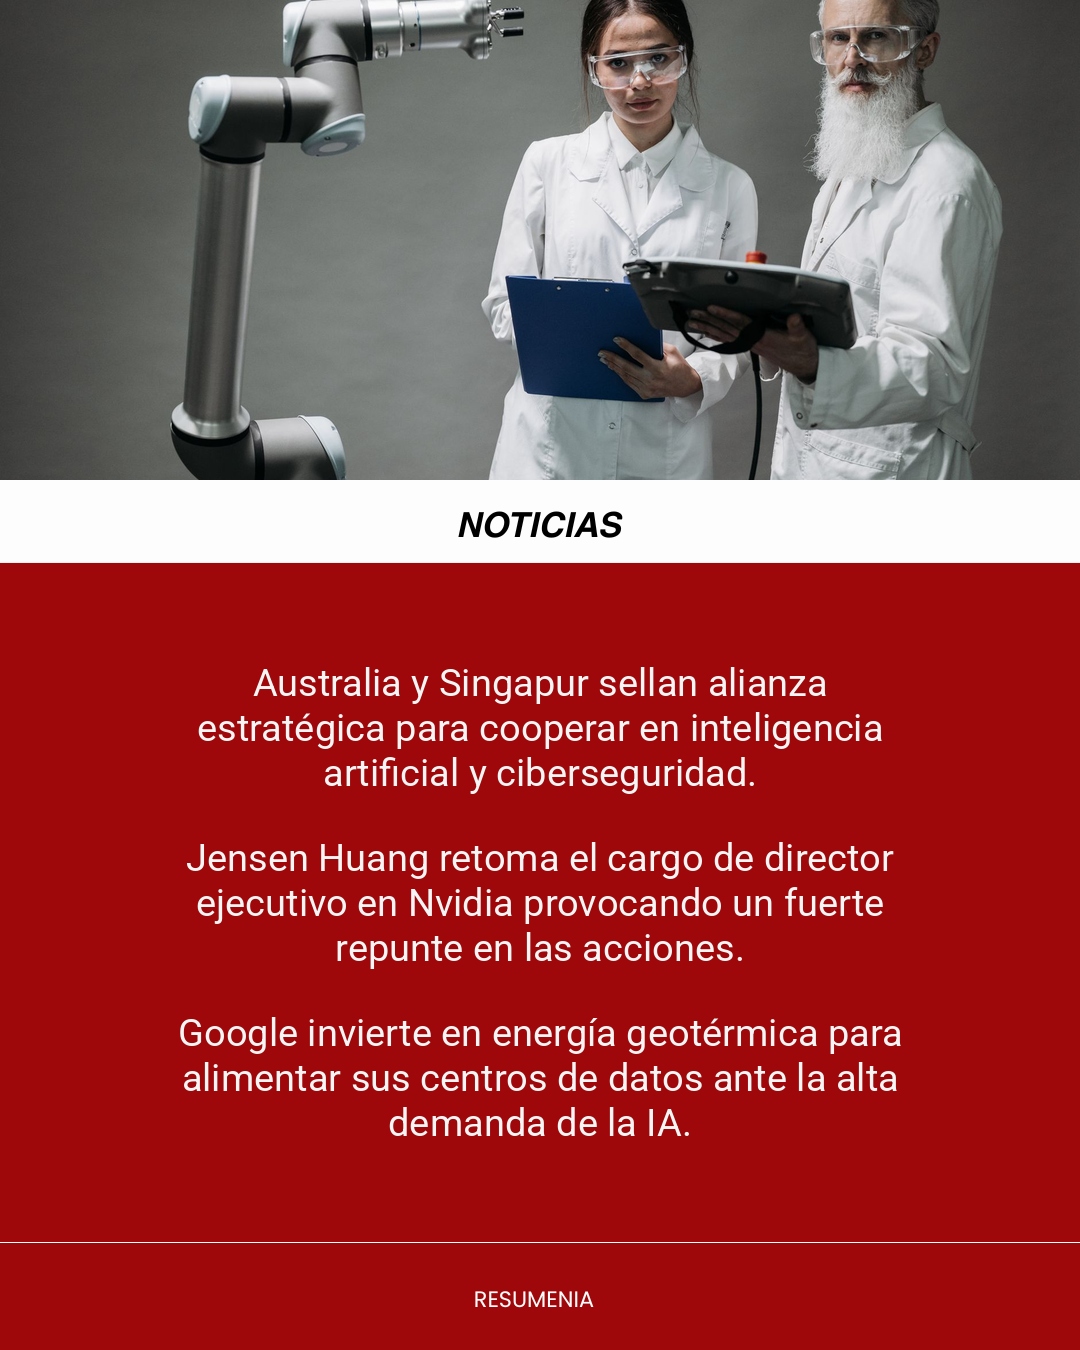 NOTICIAS
Australia y Singapur sellan alianza
estratégica para cooperar en inteligencia
artificial y ciberseguridad.
Jensen Huang retoma el cargo de director
ejecutivo en Nvidia provocando un fuerte
repunte en las acciones.
Google invierte en energía geotérmica para
alimentar sus centros de datos ante la alta
demanda de la IA.
RESUMENIA